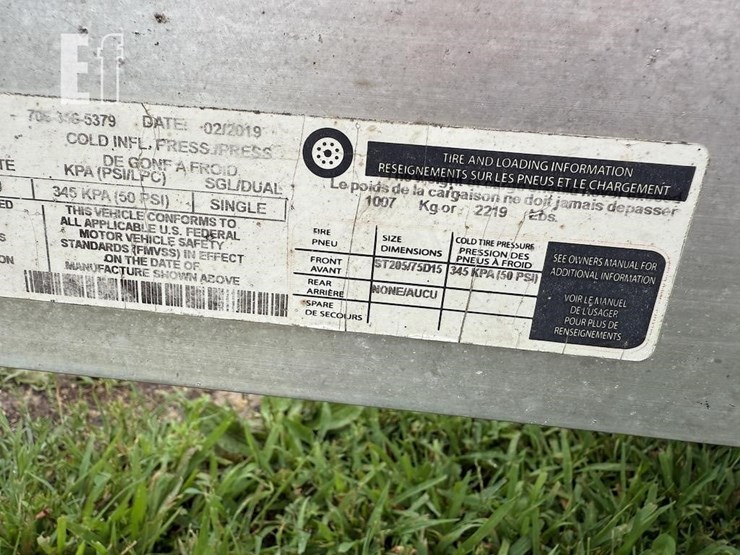 Ef
5379 DATE: 02/2019
COLD INFL. PRESS./PRESS
DE GONF A FROID
KPA (PSI/LPC) SGL/DUAL
345 KPA (50 PSI) SINGLE
THIS VEHICLE CONFORMS TO
ALL APPLICABLE U.S. FEDERAL
MOTOR VEHICLE SAFETY
STANDARDS (FMVSS) IN EFFECT
ON THE DATE OF
MANUFACTURE SHOWN ABOVE
TIRE AND LOADING INFORMATION
RESEIGNEMENTS SUR LES PNEUS ET LE CHARGEMENT
Le poids de la cargaison ne doit jamais depasser
1007 Kg or 2219 Lbs.
TIRE
PNEU
SIZE
DIMENSIONS
COLD TIRE PRESSURE
PRESSION DES
PNEUS À FROID
FRONT
AVANT
ST205/75D15
345 KPA (50 PSI)
REAR
ARRIÈRE
NONE/AUCU
SPARE
DE SECOURS
SEE OWNERS MANUAL FOR
ADDITIONAL INFORMATION
VOIR LE MANUEL
DE L'USAGER
POUR PLUS DE
RENSEIGNEMENTS